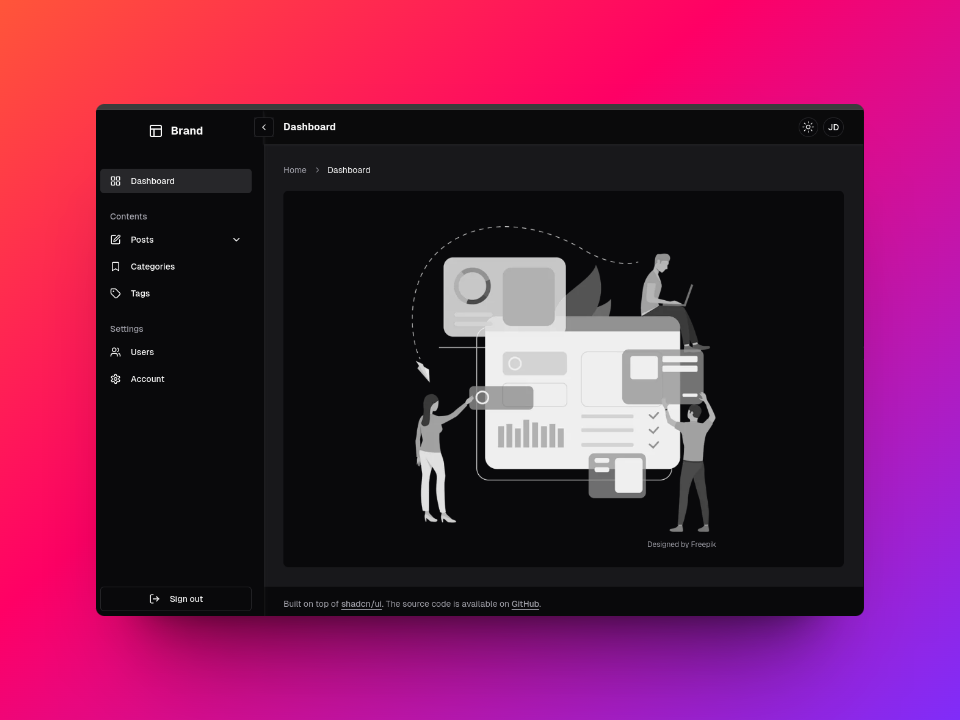 Brand
Dashboard
JD
Home
Dashboard
Dashboard
Contents
Posts
Categories
Tags
Settings
Users
Account
Designed by Freepik
Sign out
Built on top of shadcn/ui. The source code is available on GitHub.